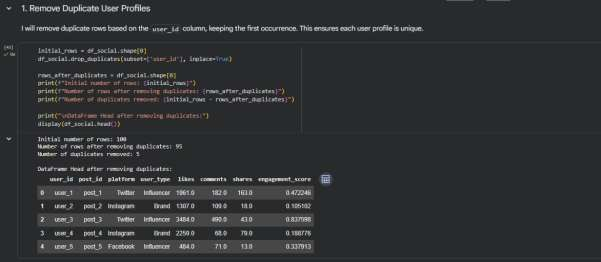 1. Remove Duplicate User Profiles
I will remove duplicate rows based on the user_id column, keeping the first occurrence. This ensures each user profile is unique.
initial_rows = df_social.shape[0]
df_social.drop_duplicates(subset=['user_id'], inplace=True)
rows_after_duplicates = df_social.shape[0]
print(f"Initial number of rows: {initial_rows}")
print(f"Number of rows after removing duplicates: {rows_after_duplicates}")
print(f"Number of duplicates removed: {initial_rows - rows_after_duplicates}")
print("\nDataFrame Head after removing duplicates:")
display(df_social.head())
Initial number of rows: 100
Number of rows after removing duplicates: 95
Number of duplicates removed: 5
DataFrame Head after removing duplicates:
user_id post_id platform user_type likes comments shares engagement_score
0 user_1 post_1 Twitter Influencer 1061.0 182.0 163.0 0.472246
1 user_2 post_2 Instagram Brand 1307.0 109.0 18.0 0.105102
2 user_3 post_3 Twitter Influencer 3484.0 490.0 43.0 0.837098
3 user_4 post_4 Instagram Brand 2250.0 68.0 79.0 0.188776
4 user_5 post_5 Facebook Influencer 484.0 71.0 13.0 0.337913